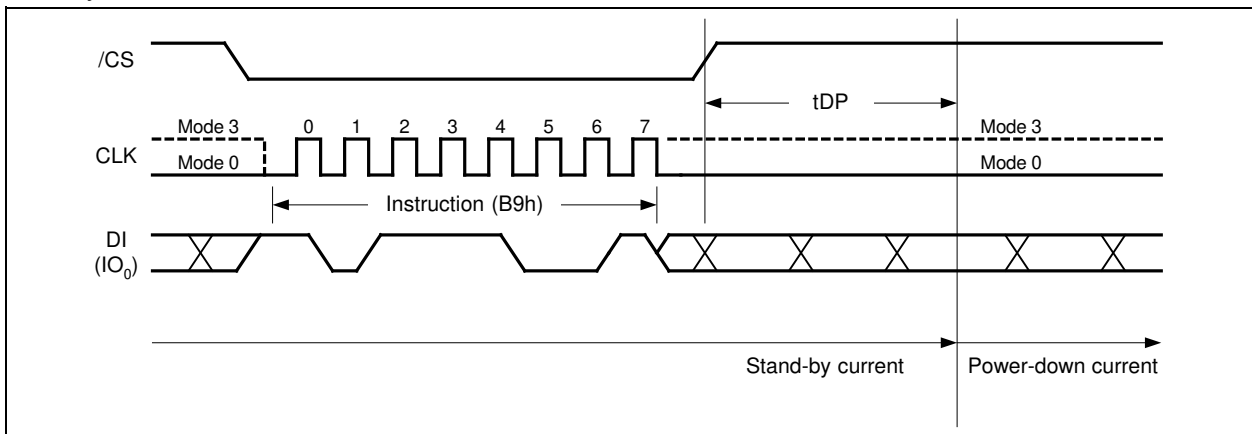 /CS
tDP
Mode 3 0 1 2 3 4 5 6 7 Mode 3
CLK
Mode 0 Mode 0
Instruction (B9h)
DI
(IO₀)
Stand-by current Power-down current